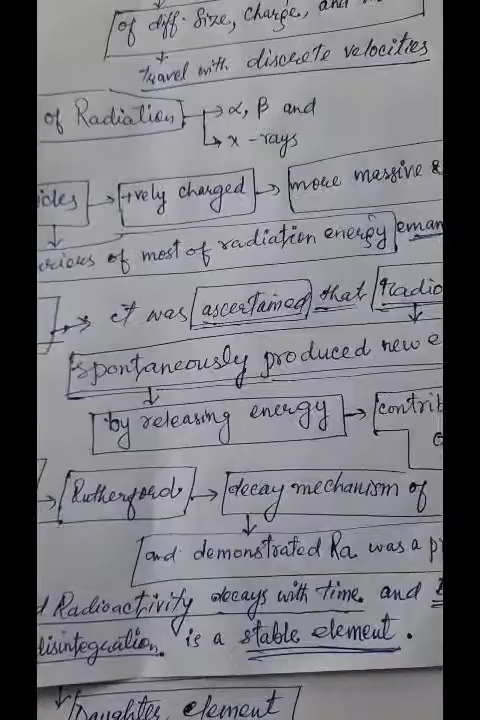 of diff. size, charge, and
travel with discrete velocities
of Radiation → α, β and
x - rays
icles → +vely charged → more massive &
of most of radiation energy eman
→ it was ascertained that Radio
spontaneously produced new e
by releasing energy → contrib
→ Rutherford → decay mechanism of
and demonstrated Ra was a p
d Radioactivity decays with time and
disintegration is a stable element.
Daughter element